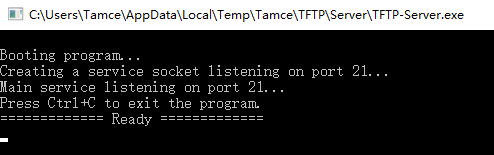 C:\Users\Tamce\AppData\Local\Temp\Tamce\TFTP\Server\TFTP-Server.exe
Booting program...
Creating a service socket listening on port 21...
Main service listening on port 21...
Press Ctrl+C to exit the program.
============= Ready =============